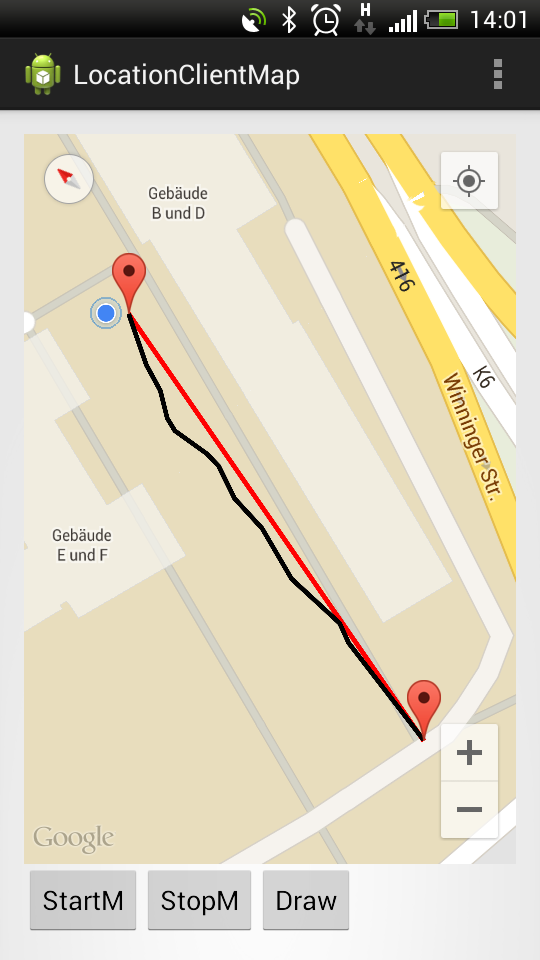 H
14:01
LocationClientMap
Gebäude
B und D
416
K6
Winninger Str.
Gebäude
E und F
Google
StartM
StopM
Draw